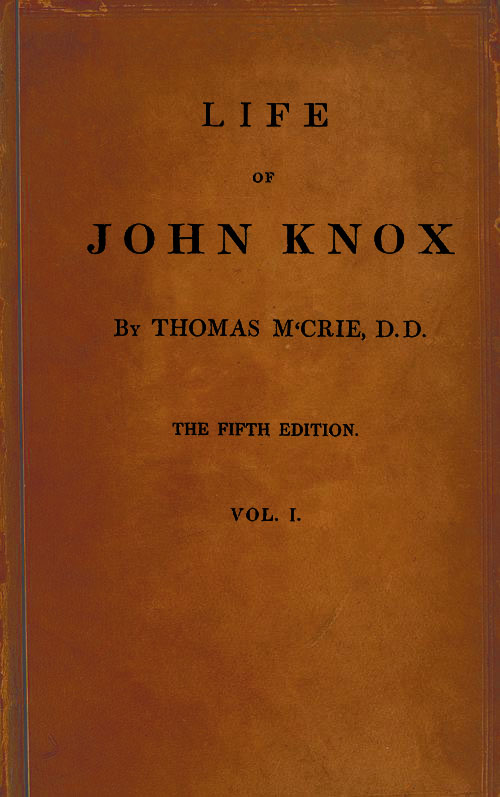 LIFE
OF
JOHN KNOX
By THOMAS M‘CRIE, D.D.
THE FIFTH EDITION.
VOL. I.